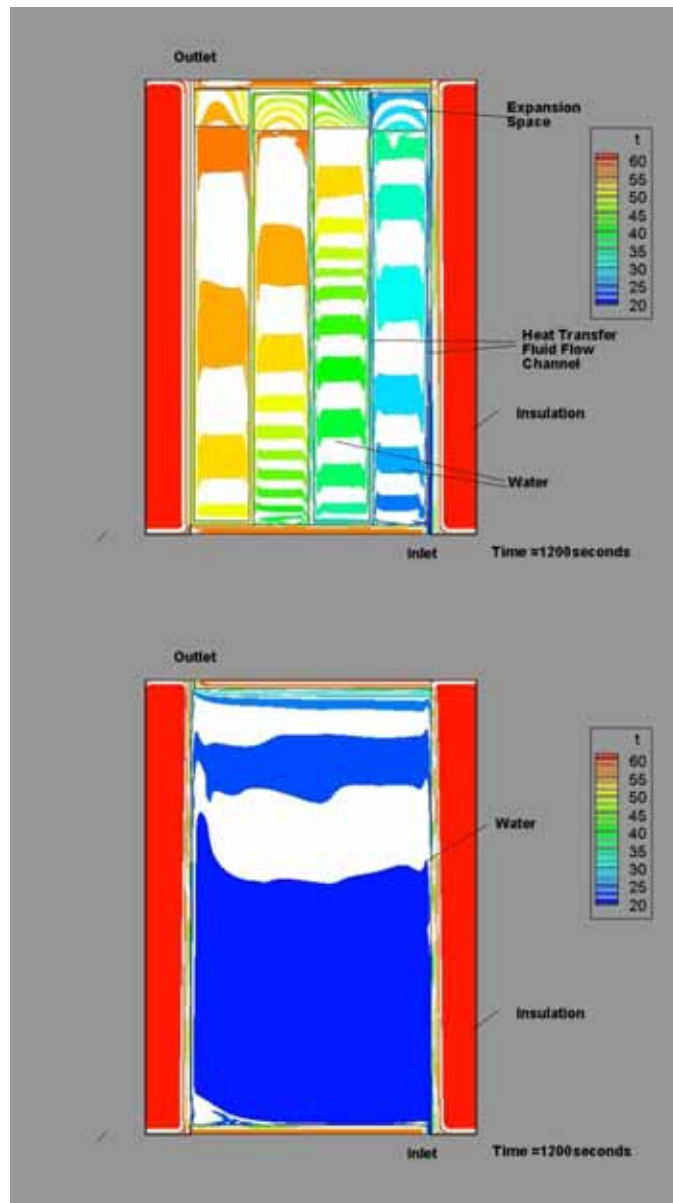 Outlet
Expansion
Space
t
60
55
50
45
40
35
30
25
20
Heat Transfer
Fluid Flow
Channel
Insulation
Water
Inlet
Time =1200seconds
Outlet
t
60
55
50
45
40
35
30
25
20
Water
Insulation
Inlet
Time =1200seconds